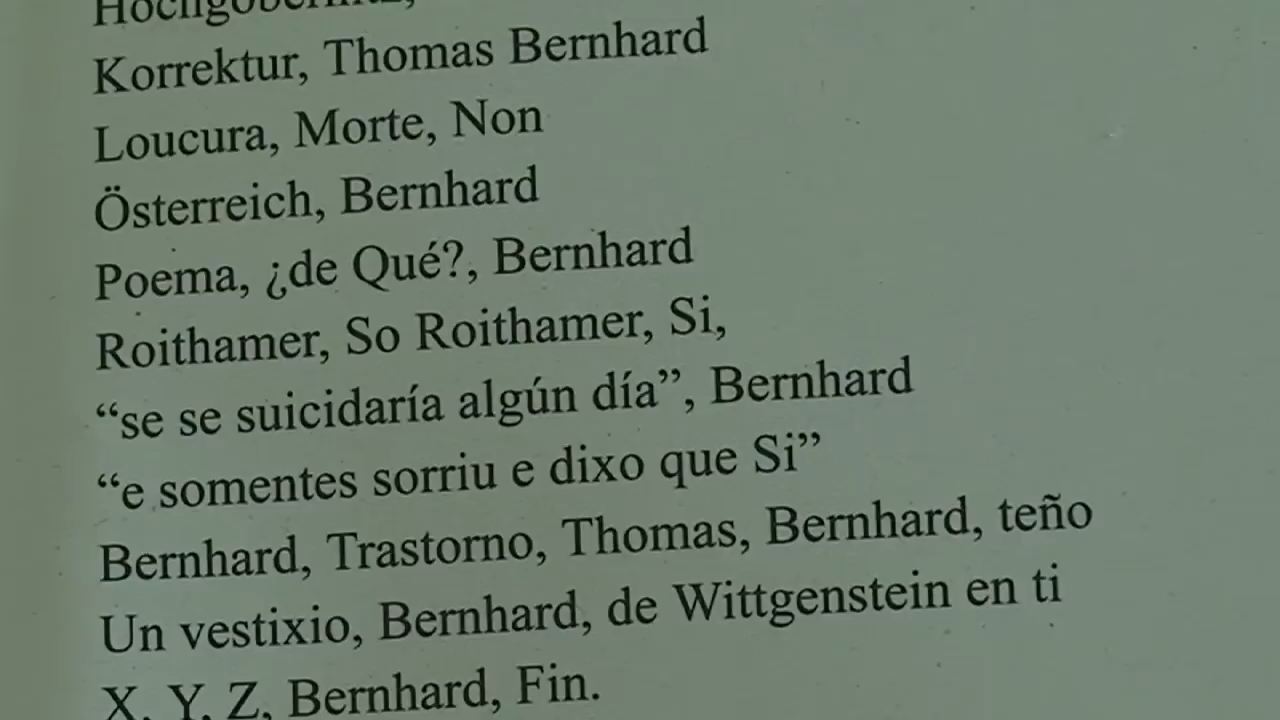 Korrektur, Thomas Bernhard
Loucura, Morte, Non
Österreich, Bernhard
Poema, ¿de Qué?, Bernhard
Roithamer, So Roithamer, Si,
“se se suicidaría algún día”, Bernhard
“e somentes sorriu e dixo que Si”
Bernhard, Trastorno, Thomas, Bernhard, teño
Un vestixio, Bernhard, de Wittgenstein en ti
X, Y, Z, Bernhard, Fin.